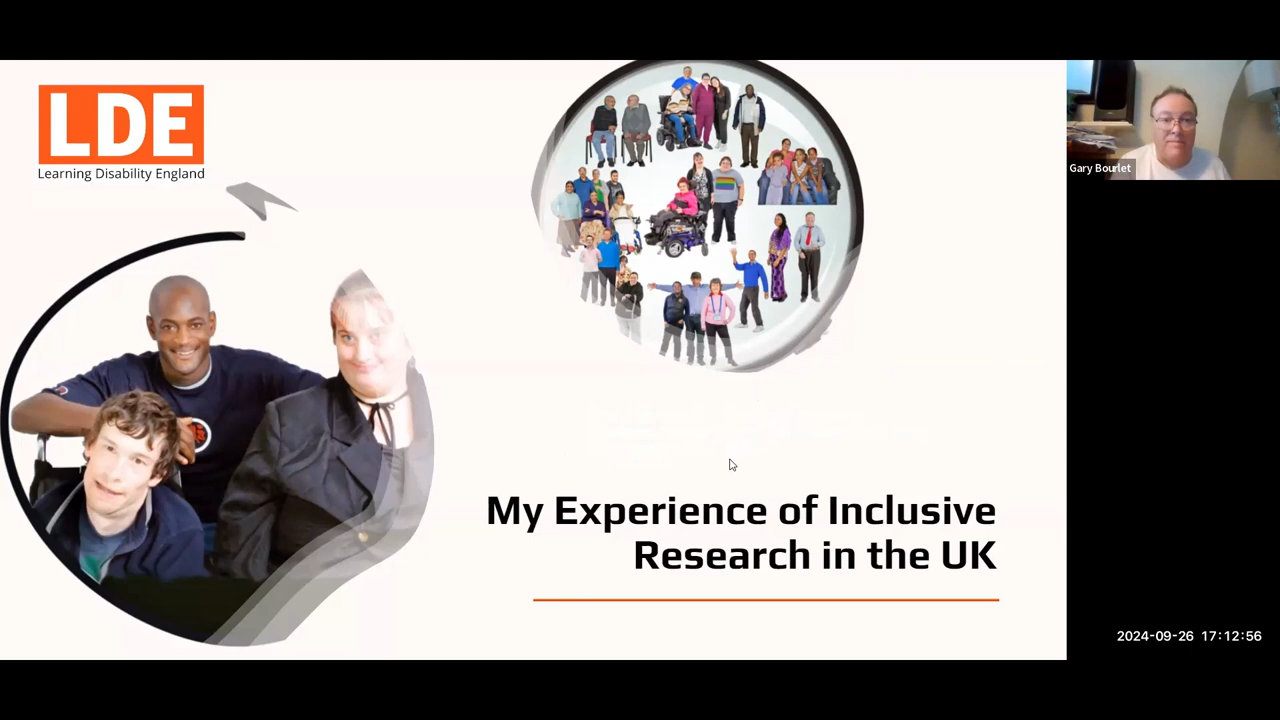 LDE
Learning Disability England
My Experience of Inclusive
Research in the UK
Gary Bourlet
2024-09-26 17:12:56